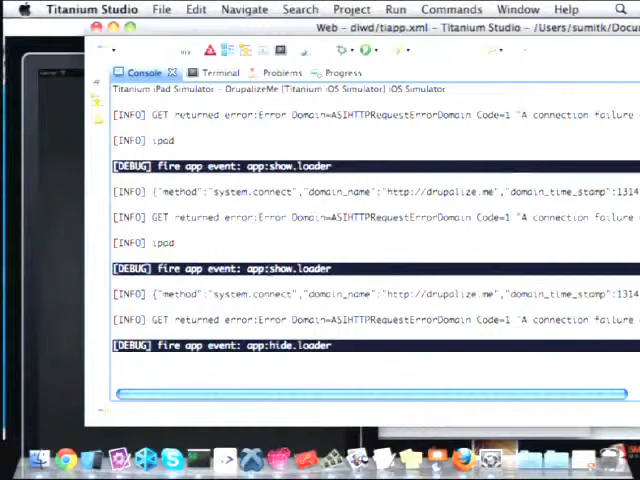 Titanium Studio File Edit Navigate Search Project Run Commands Window Help
Web - diwd/tiapp.xml - Titanium Studio - /Users/sumitk/Docu
Console Terminal Problems Progress
Titanium iPad Simulator - DrupalizeMe [Titanium iOS Simulator] iOS Simulator
[INFO] GET returned error:Error Domain=ASIHTTPRequestErrorDomain Code=1 "A connection failure
[INFO] ipad
[DEBUG] fire app event: app:show.loader
[INFO] {"method":"system.connect","domain_name":"http://drupalize.me","domain_time_stamp":1314
[INFO] GET returned error:Error Domain=ASIHTTPRequestErrorDomain Code=1 "A connection failure
[INFO] ipad
[DEBUG] fire app event: app:show.loader
[INFO] {"method":"system.connect","domain_name":"http://drupalize.me","domain_time_stamp":1314
[INFO] GET returned error:Error Domain=ASIHTTPRequestErrorDomain Code=1 "A connection failure
[DEBUG] fire app event: app:hide.loader